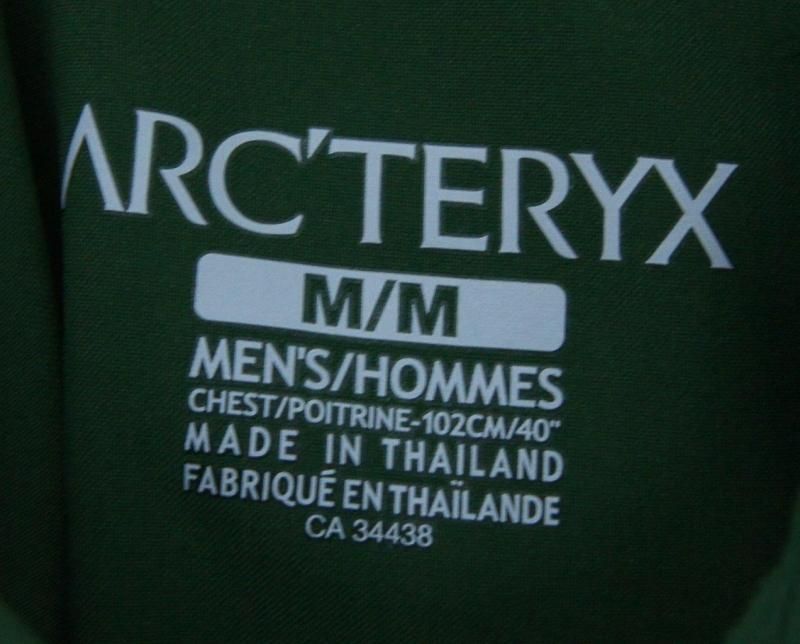 ARC'TERYX
M/M
MEN'S/HOMMES
CHEST/POITRINE-102CM/40"
MADE IN THAILAND
FABRIQUÉ EN THAÏLANDE
CA 34438